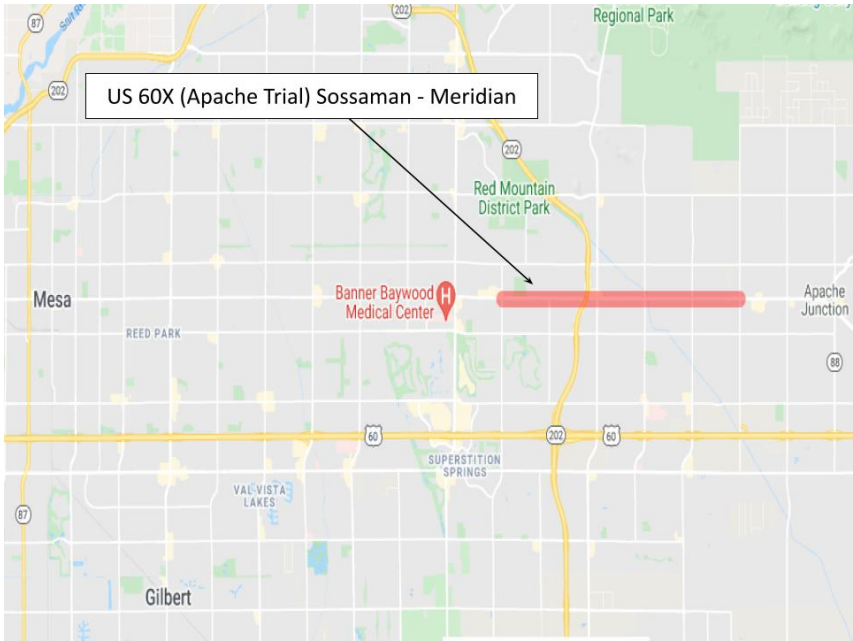 87
202
Regional Park
202
US 60X (Apache Trial) Sossaman - Meridian
202
Red Mountain
District Park
Mesa
Banner Baywood
Medical Center
H
Apache
Junction
REED PARK
88
60
202
60
SUPERSTITION
SPRINGS
VAL VISTA
LAKES
87
Gilbert